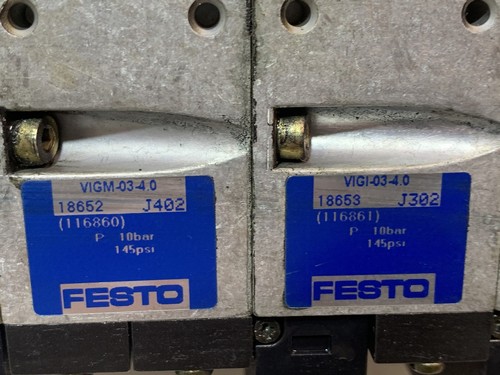 VIGM-03-4.0
18652 J402
(116860)
P 10bar
145psi
FESTO
VIGI-03-4.0
18653 J302
(116861)
P 10bar
145psi
FESTO